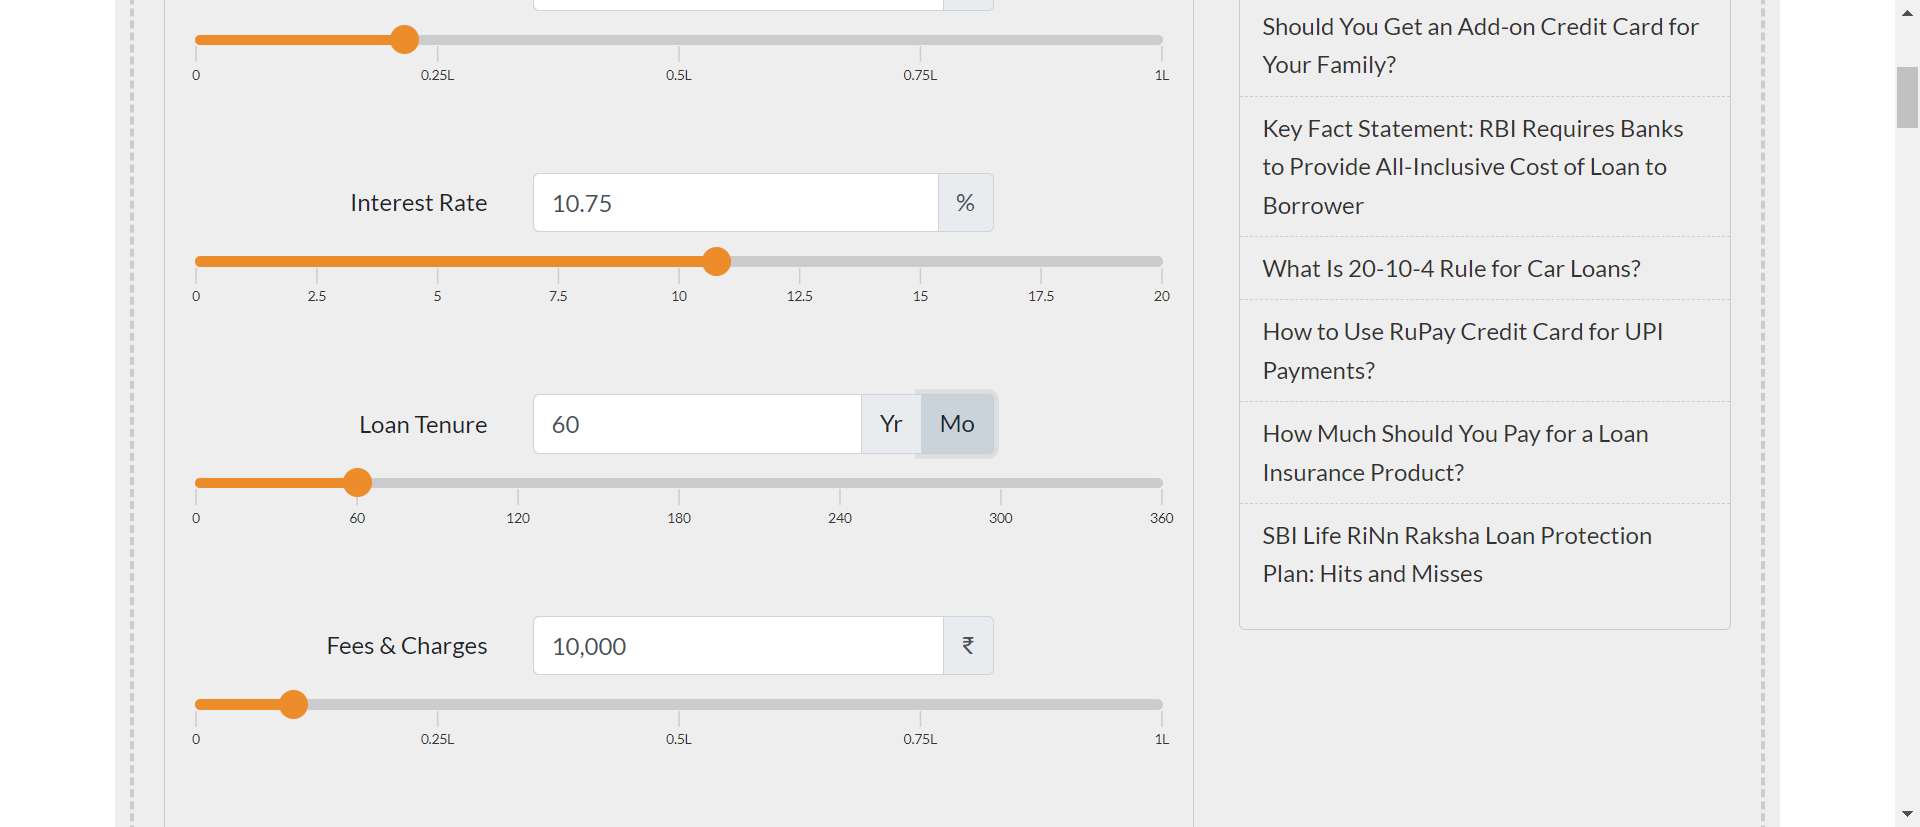 0 0.25L 0.5L 0.75L 1L
Interest Rate 10.75 %
0 2.5 5 7.5 10 12.5 15 17.5 20
Loan Tenure 60 Yr Mo
0 60 120 180 240 300 360
Fees & Charges 10,000 ₹
0 0.25L 0.5L 0.75L 1L
Should You Get an Add-on Credit Card for
Your Family?
Key Fact Statement: RBI Requires Banks
to Provide All-Inclusive Cost of Loan to
Borrower
What Is 20-10-4 Rule for Car Loans?
How to Use RuPay Credit Card for UPI
Payments?
How Much Should You Pay for a Loan
Insurance Product?
SBI Life RiNn Raksha Loan Protection
Plan: Hits and Misses